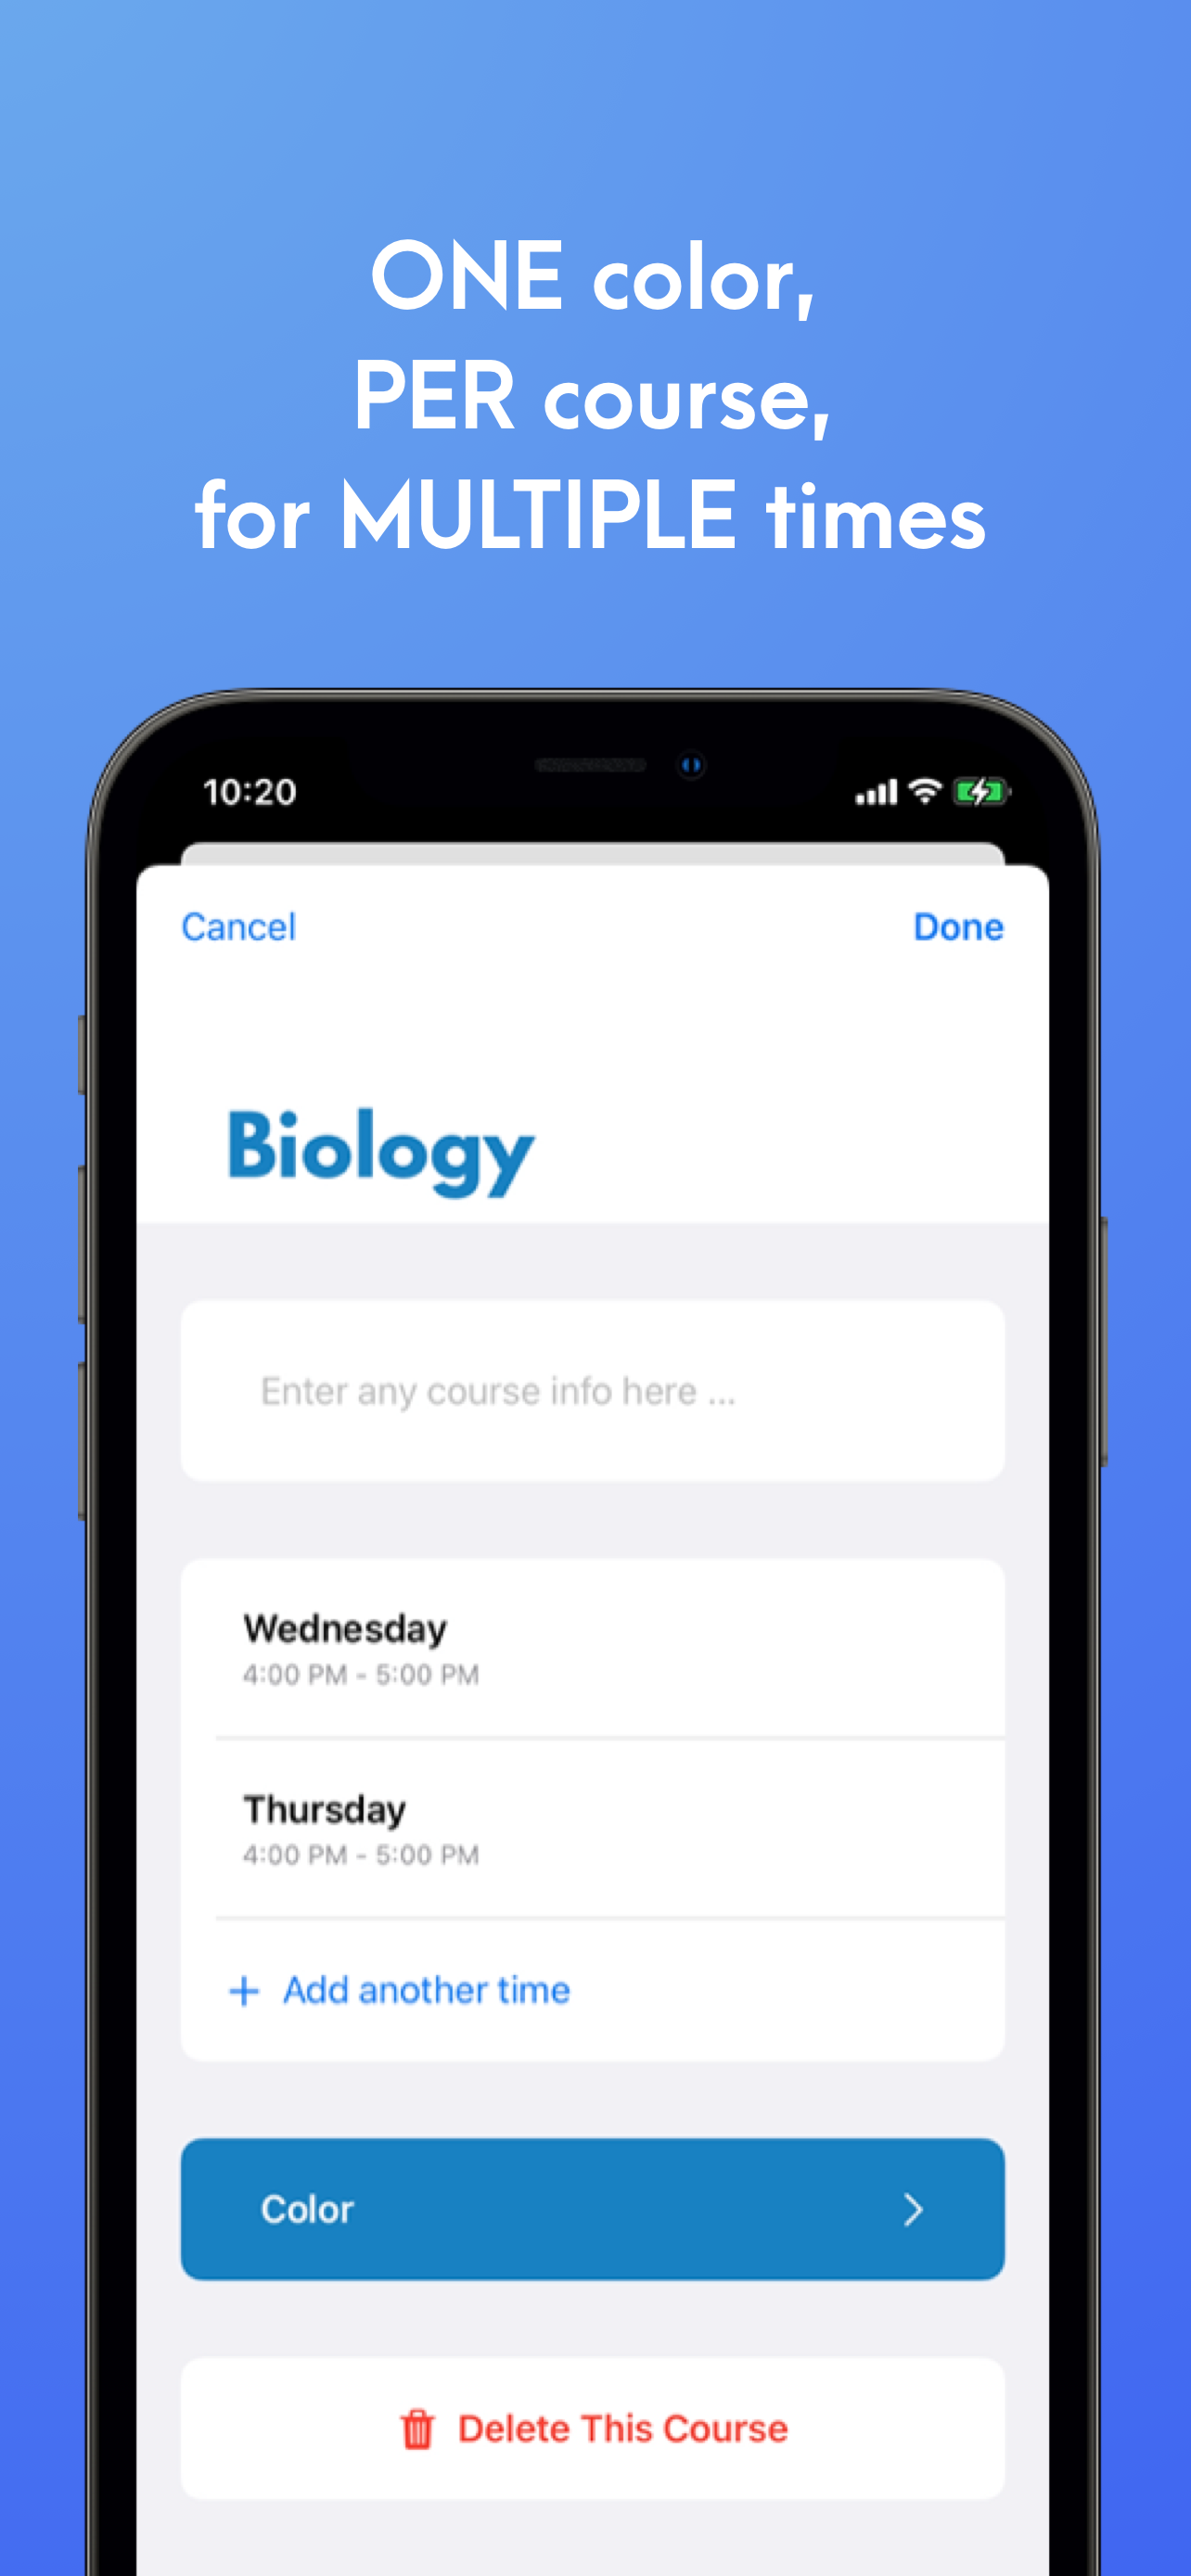 ONE color,
PER course,
for MULTIPLE times
10:20
Cancel
Done
Biology
Enter any course info here ...
Wednesday
4:00 PM - 5:00 PM
Thursday
4:00 PM - 5:00 PM
+ Add another time
Color
Delete This Course